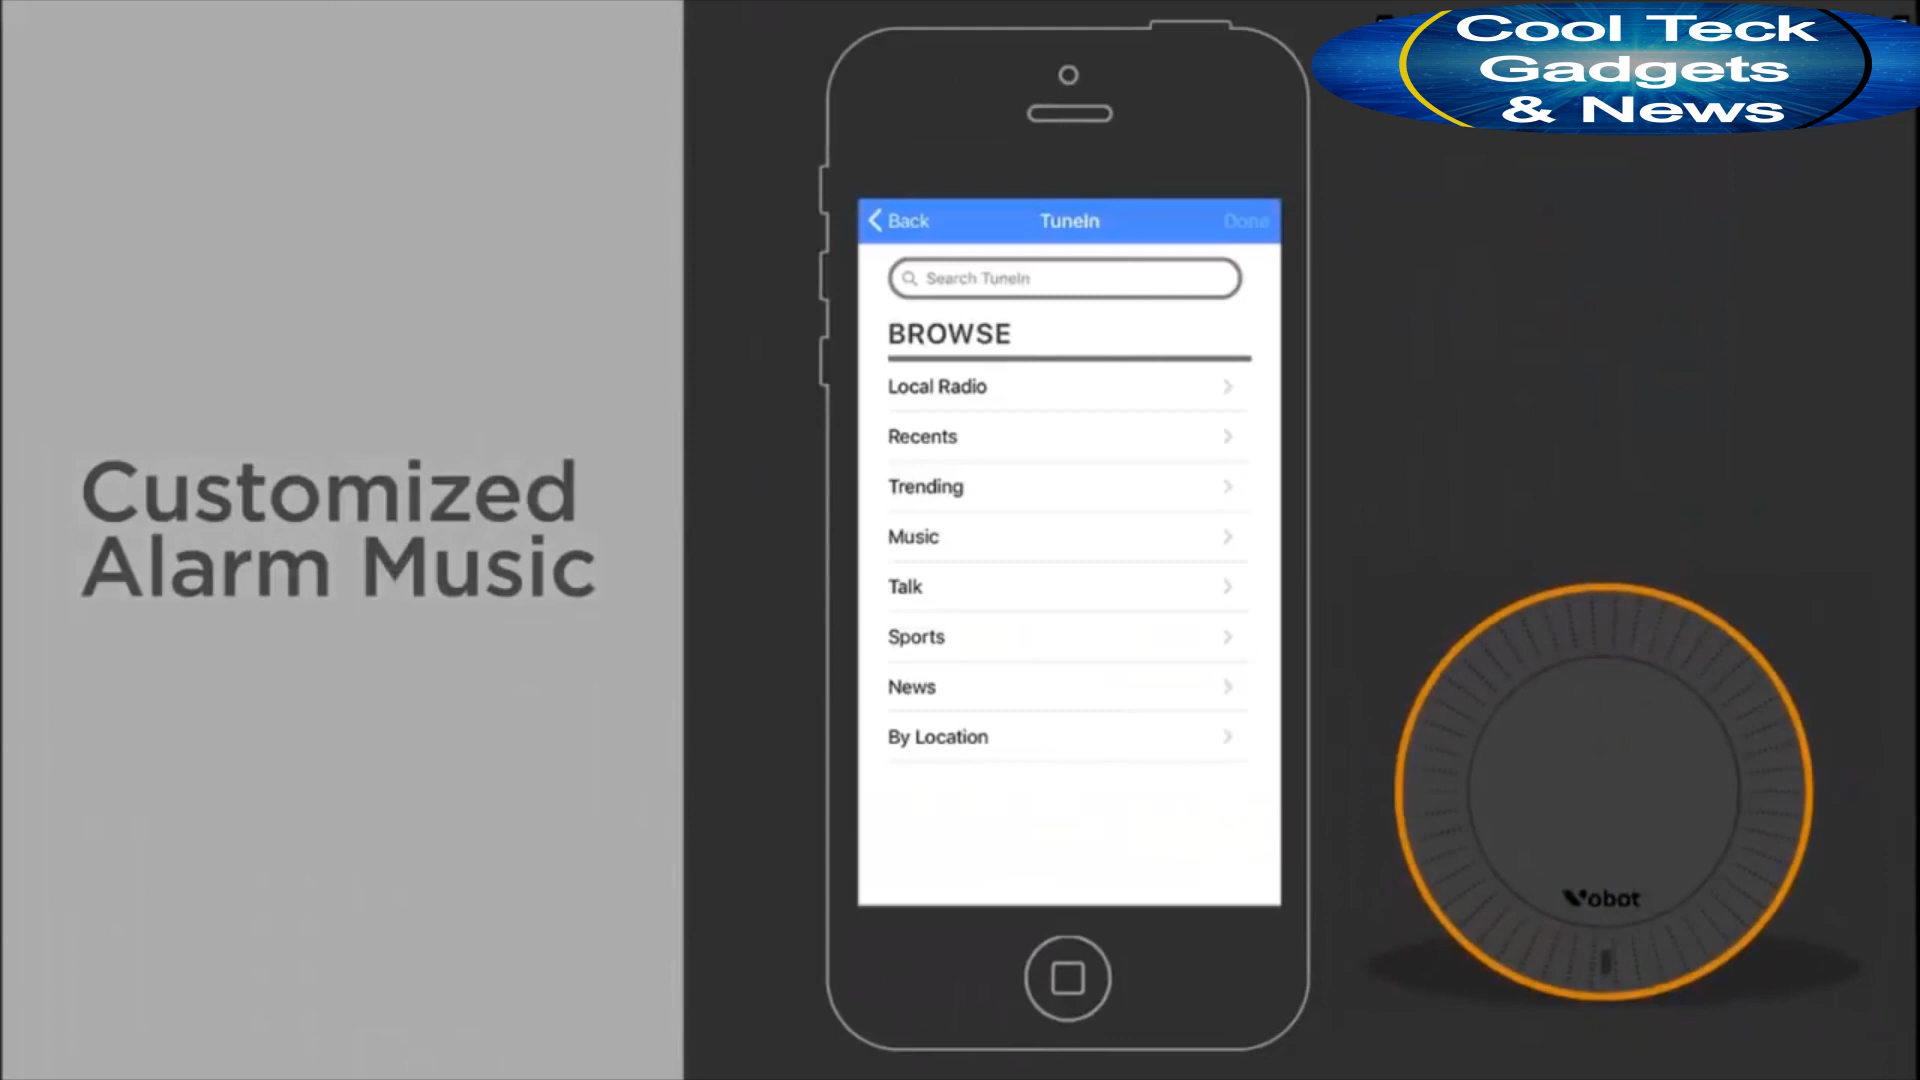 Cool Teck
Gadgets
& News
Customized
Alarm Music
Back
TuneIn
Done
Search TuneIn
BROWSE
Local Radio
Recents
Trending
Music
Talk
Sports
News
By Location
Vobot